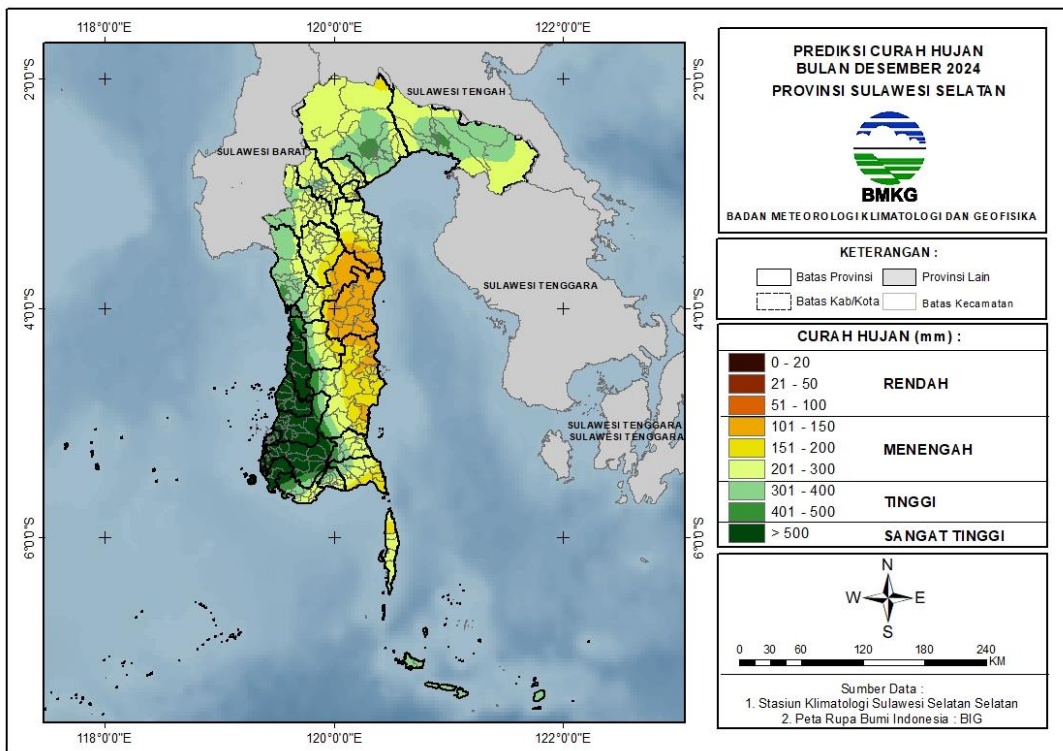 118°0'0"E
120°0'0"E
122°0'0"E
2°0'0"S
4°0'0"S
6°0'0"S
SULAWESI TENGAH
SULAWESI BARAT
SULAWESI TENGGARA
SULAWESI TENGGARA
SULAWESI TENGGARA
2°0'0"S
4°0'0"S
6°0'0"S
118°0'0"E
120°0'0"E
122°0'0"E
PREDIKSI CURAH HUJAN
BULAN DESEMBER 2024
PROVINSI SULAWESI SELATAN
BMKG
BADAN METEOROLOGI KLIMATOLOGI DAN GEOFISIKA
KETERANGAN :
Batas Provinsi
Provinsi Lain
Batas Kab/Kota
Batas Kecamatan
CURAH HUJAN (mm) :
0 - 20
21 - 50
RENDAH
51 - 100
101 - 150
151 - 200
MENENGAH
201 - 300
301 - 400
TINGGI
401 - 500
> 500
SANGAT TINGGI
N
W
E
S
0 30 60 120 180 240
KM
Sumber Data :
1. Stasiun Klimatologi Sulawesi Selatan Selatan
2. Peta Rupa Bumi Indonesia : BIG